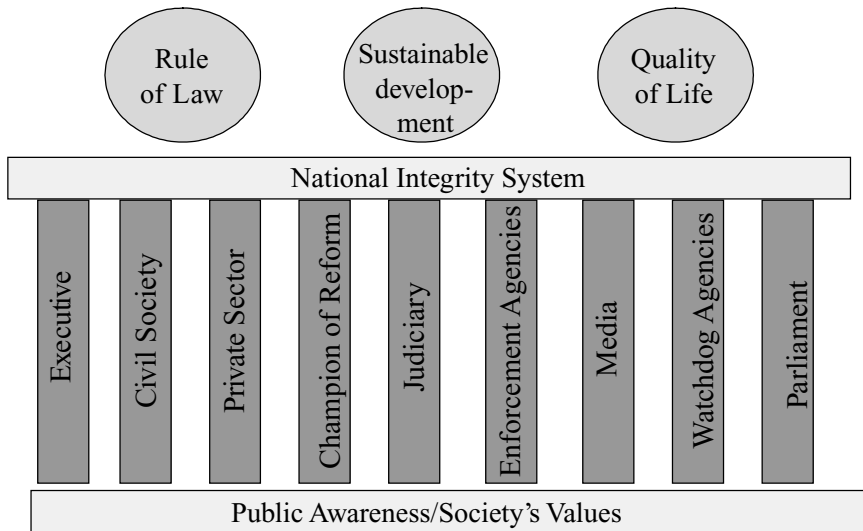 Rule
of Law
Sustainable
develop-
ment
Quality
of Life
National Integrity System
Executive
Civil Society
Private Sector
Champion of Reform
Judiciary
Enforcement Agencies
Media
Watchdog Agencies
Parliament
Public Awareness/Society’s Values